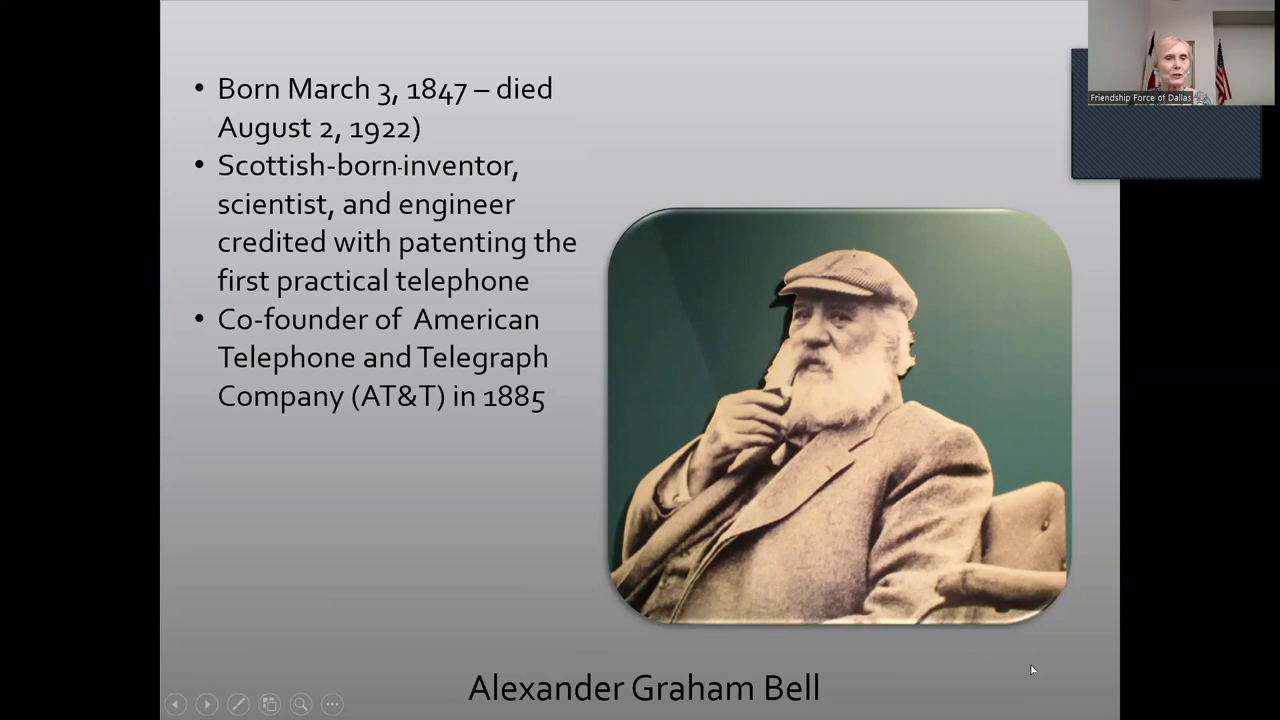 • Born March 3, 1847 – died
August 2, 1922)
• Scottish-born-inventor,
scientist, and engineer
credited with patenting the
first practical telephone
• Co-founder of American
Telephone and Telegraph
Company (AT&T) in 1885
Alexander Graham Bell
Friendship Force of Dallas